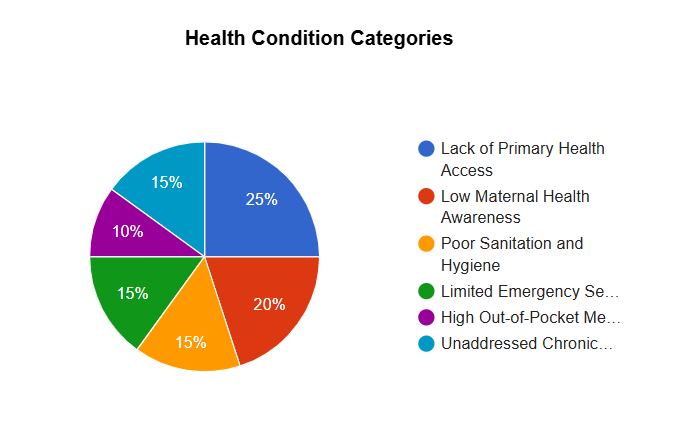 Health Condition Categories
15%
25%
10%
15%
20%
15%
Lack of Primary Health
Access
Low Maternal Health
Awareness
Poor Sanitation and
Hygiene
Limited Emergency Se...
High Out-of-Pocket Me...
Unaddressed Chronic...